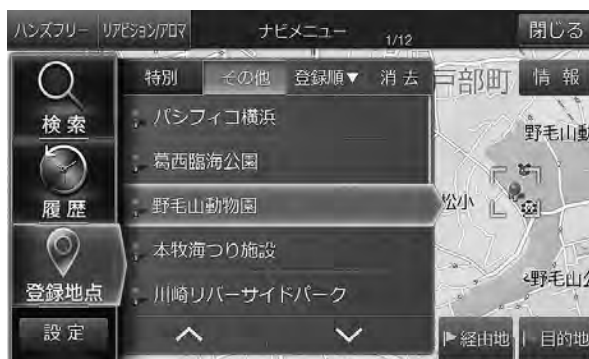 ハンズフリー リアビジョン/アロマ ナビメニュー 1/12 閉じる
特別 その他 登録順▼ 消去 戸部町 情報
検索
パシフィコ横浜
野毛山動
葛西臨海公園
履歴
野毛山動物園
松小
本牧海づり施設
登録地点
川崎リバーサイドパーク
野毛山公
設定
経由地 目的地